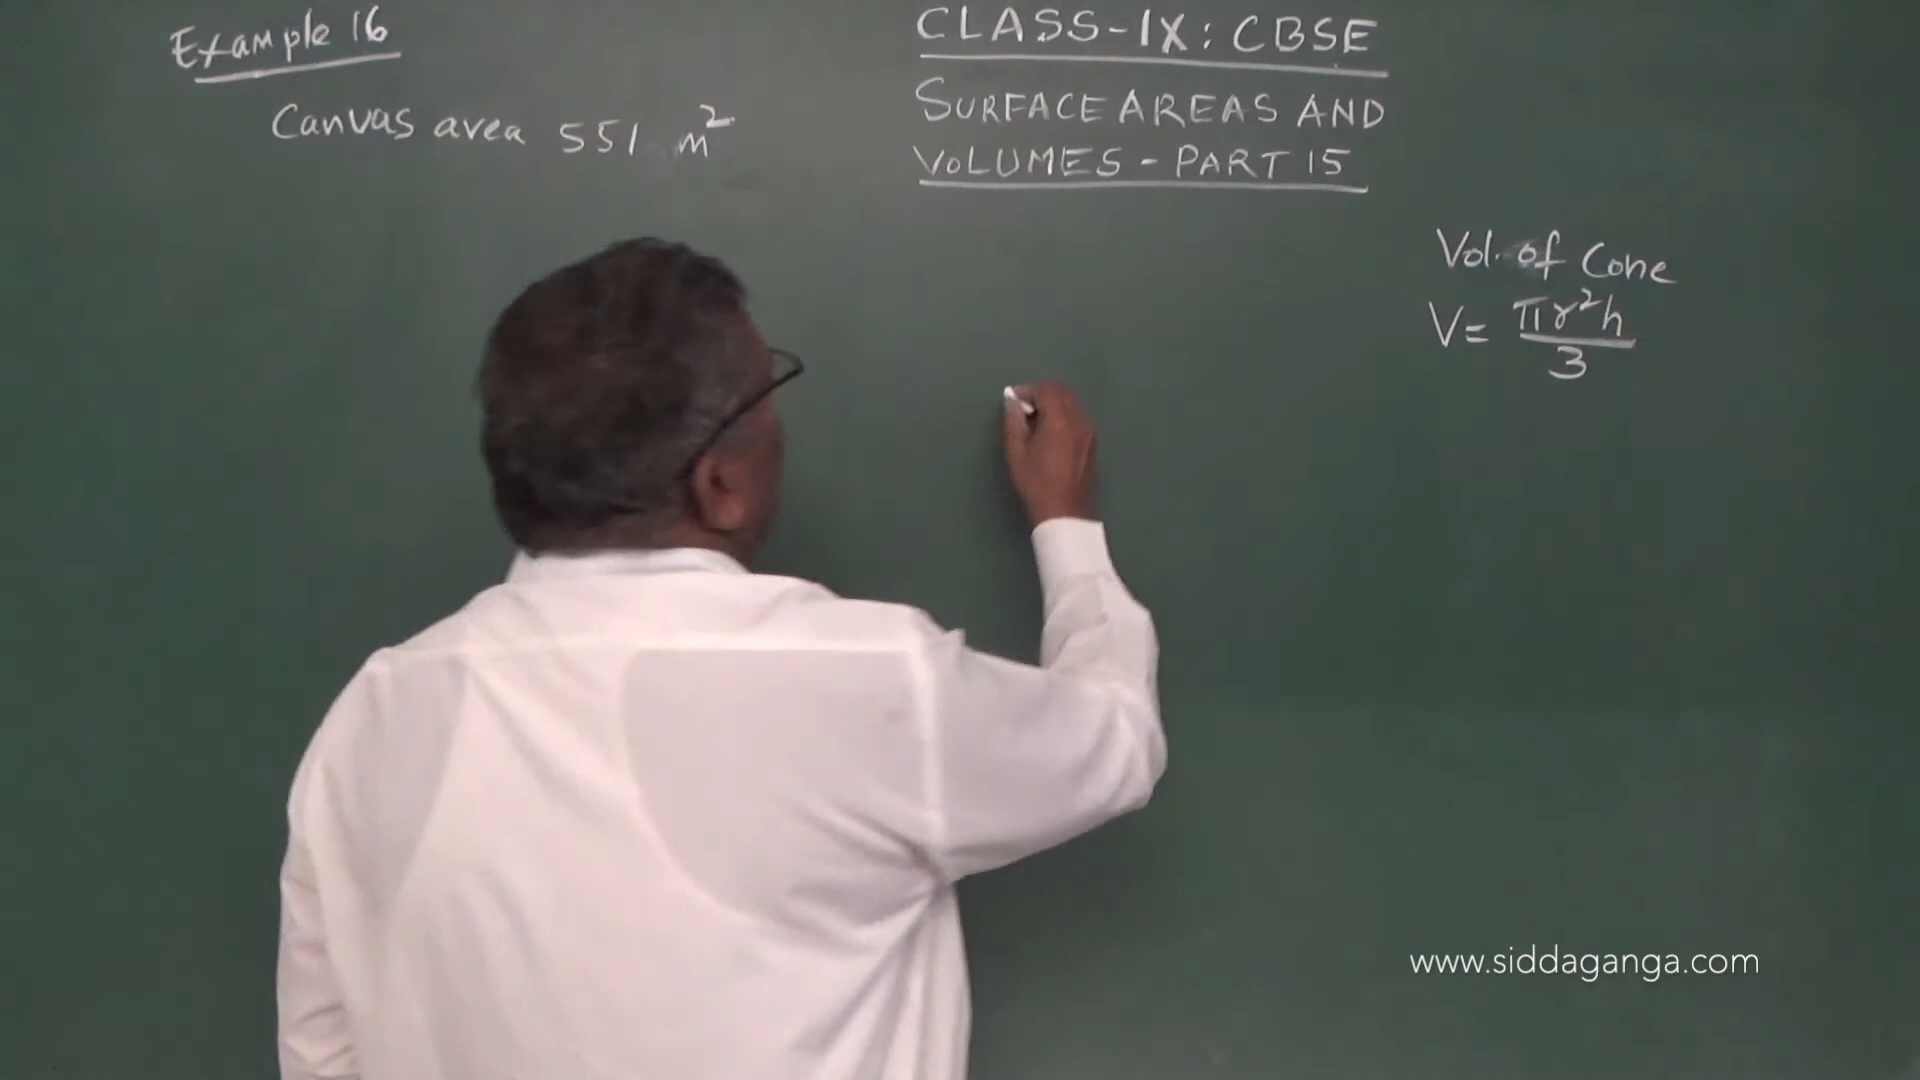 Example 16
Canvas area 551 m²
CLASS-IX: CBSE
SURFACE AREAS AND
VOLUMES - PART 15
Vol. of Cone
V = πr²h/3
www.siddaganga.com